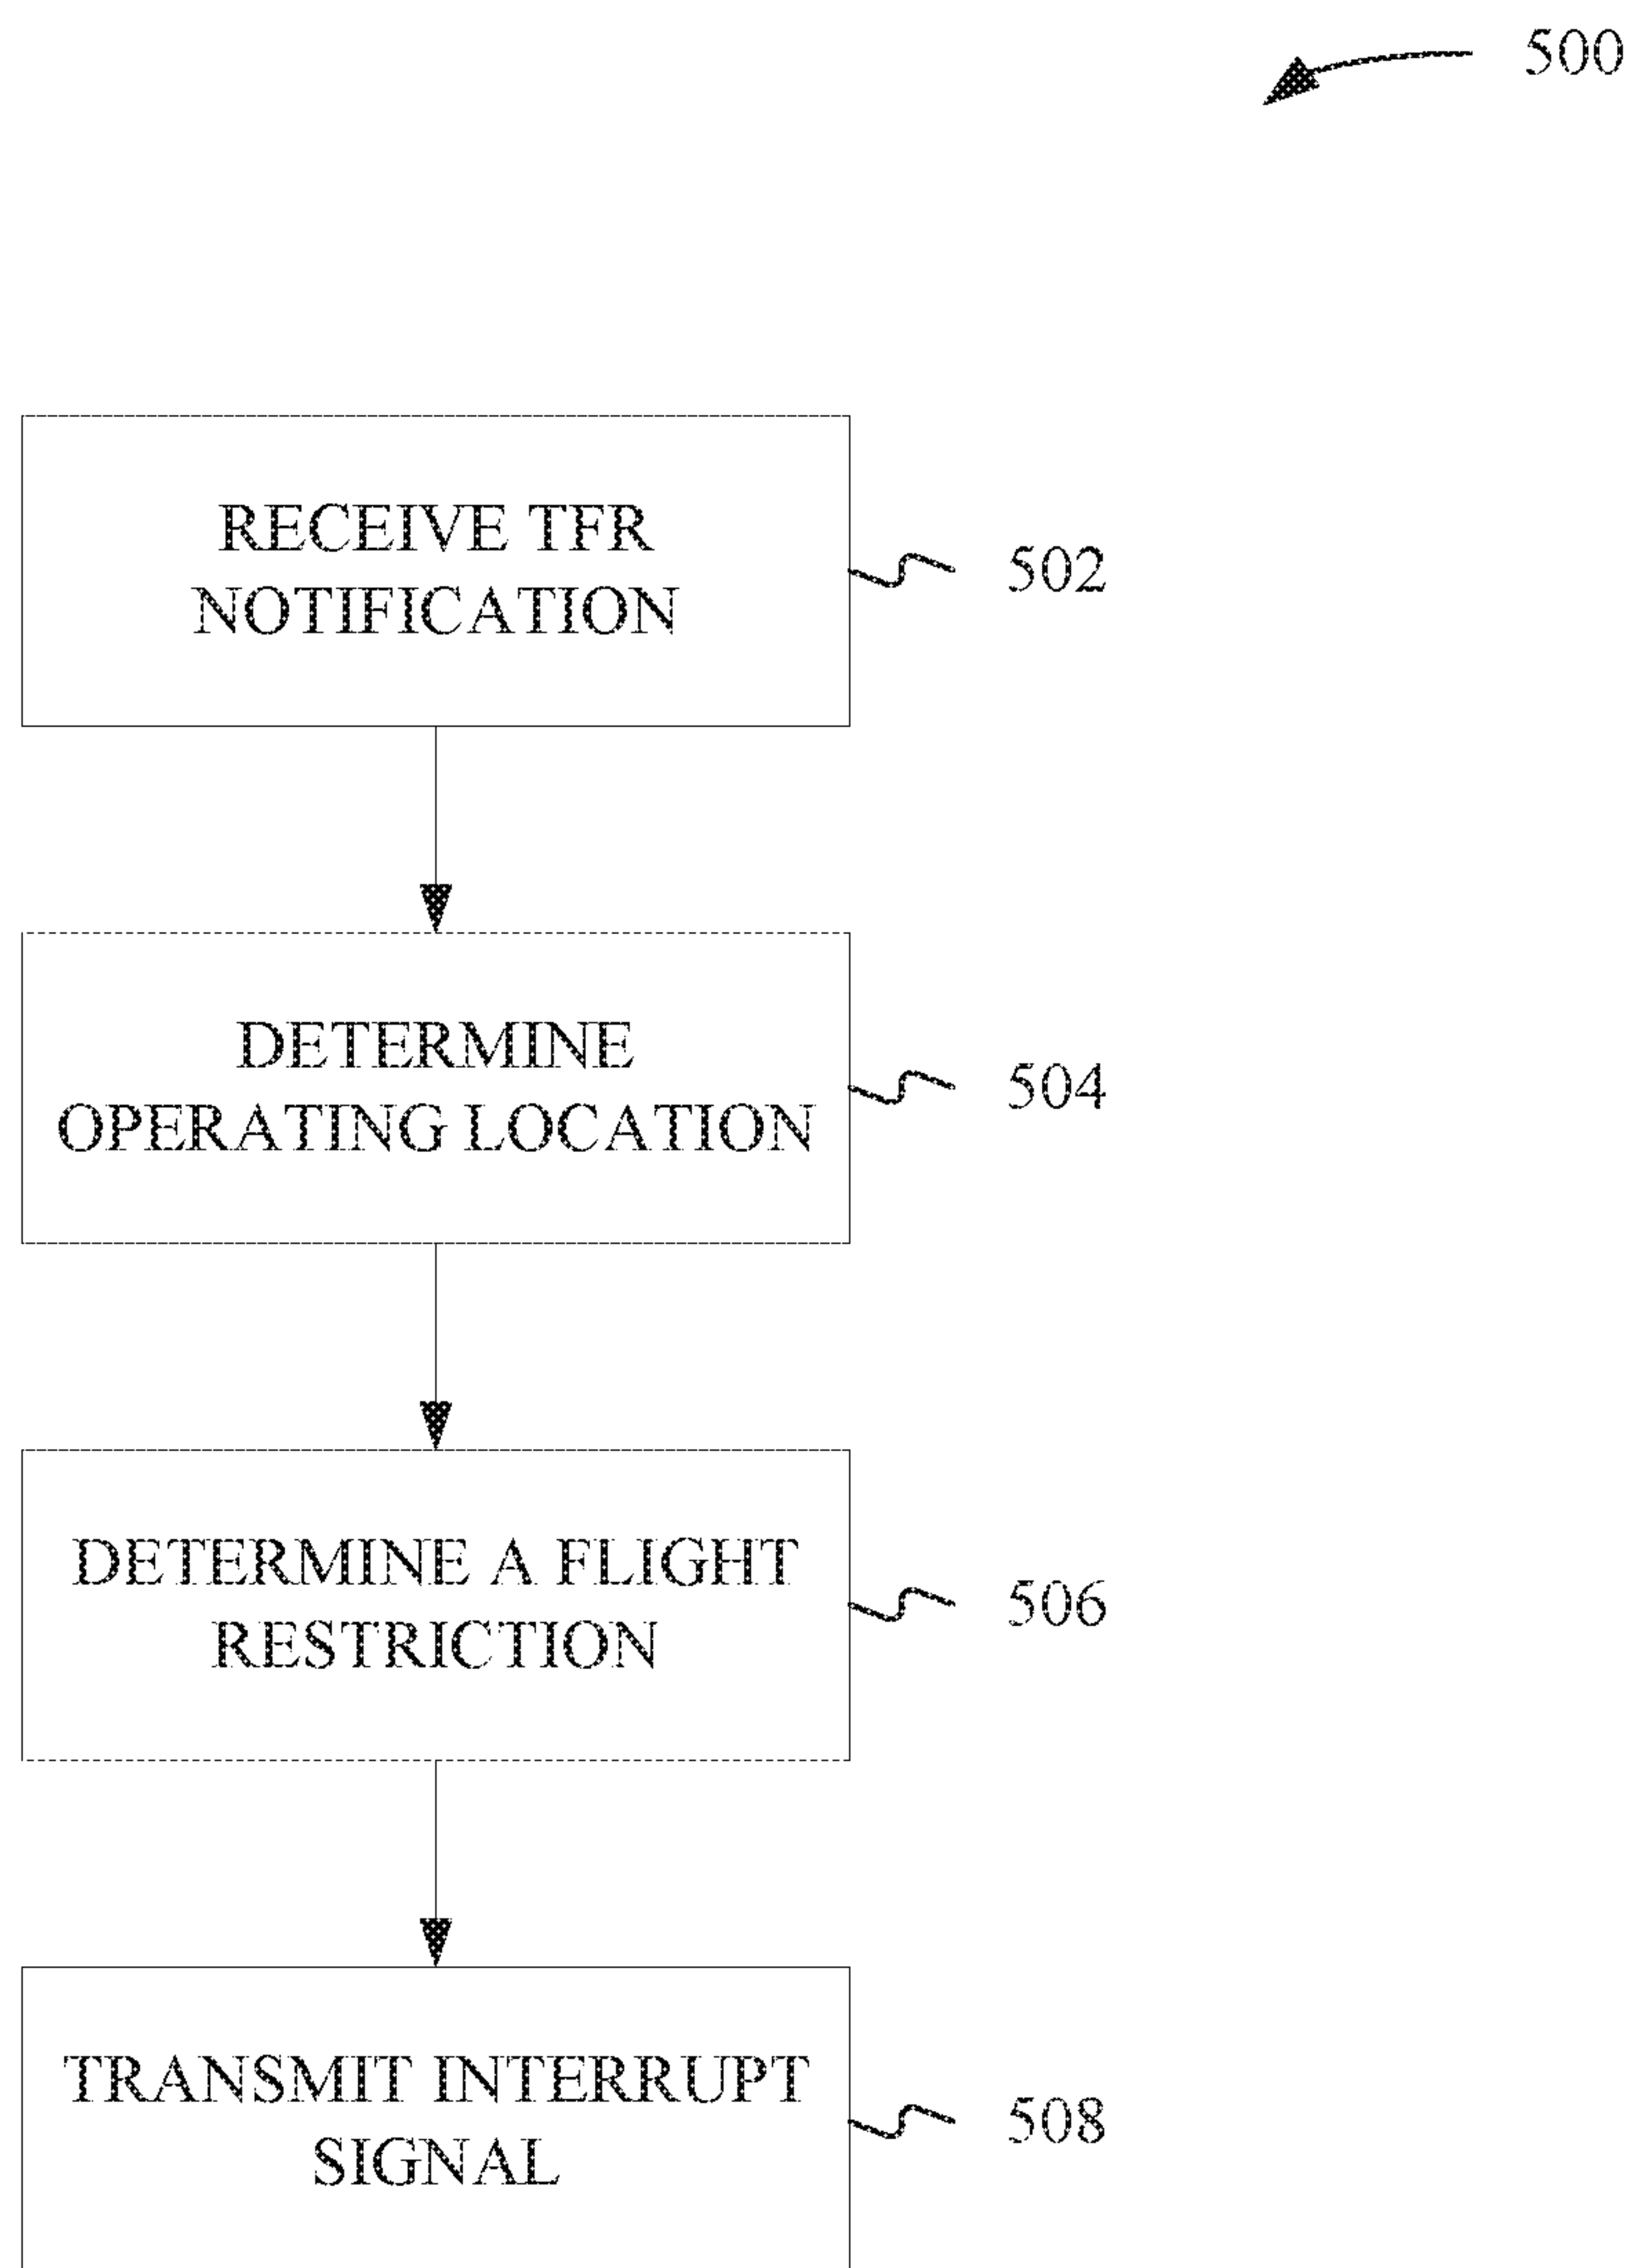 500
RECEIVE TFR
NOTIFICATION
502
DETERMINE
OPERATING LOCATION
504
DETERMINE A FLIGHT
RESTRICTION
506
TRANSMIT INTERRUPT
SIGNAL
508